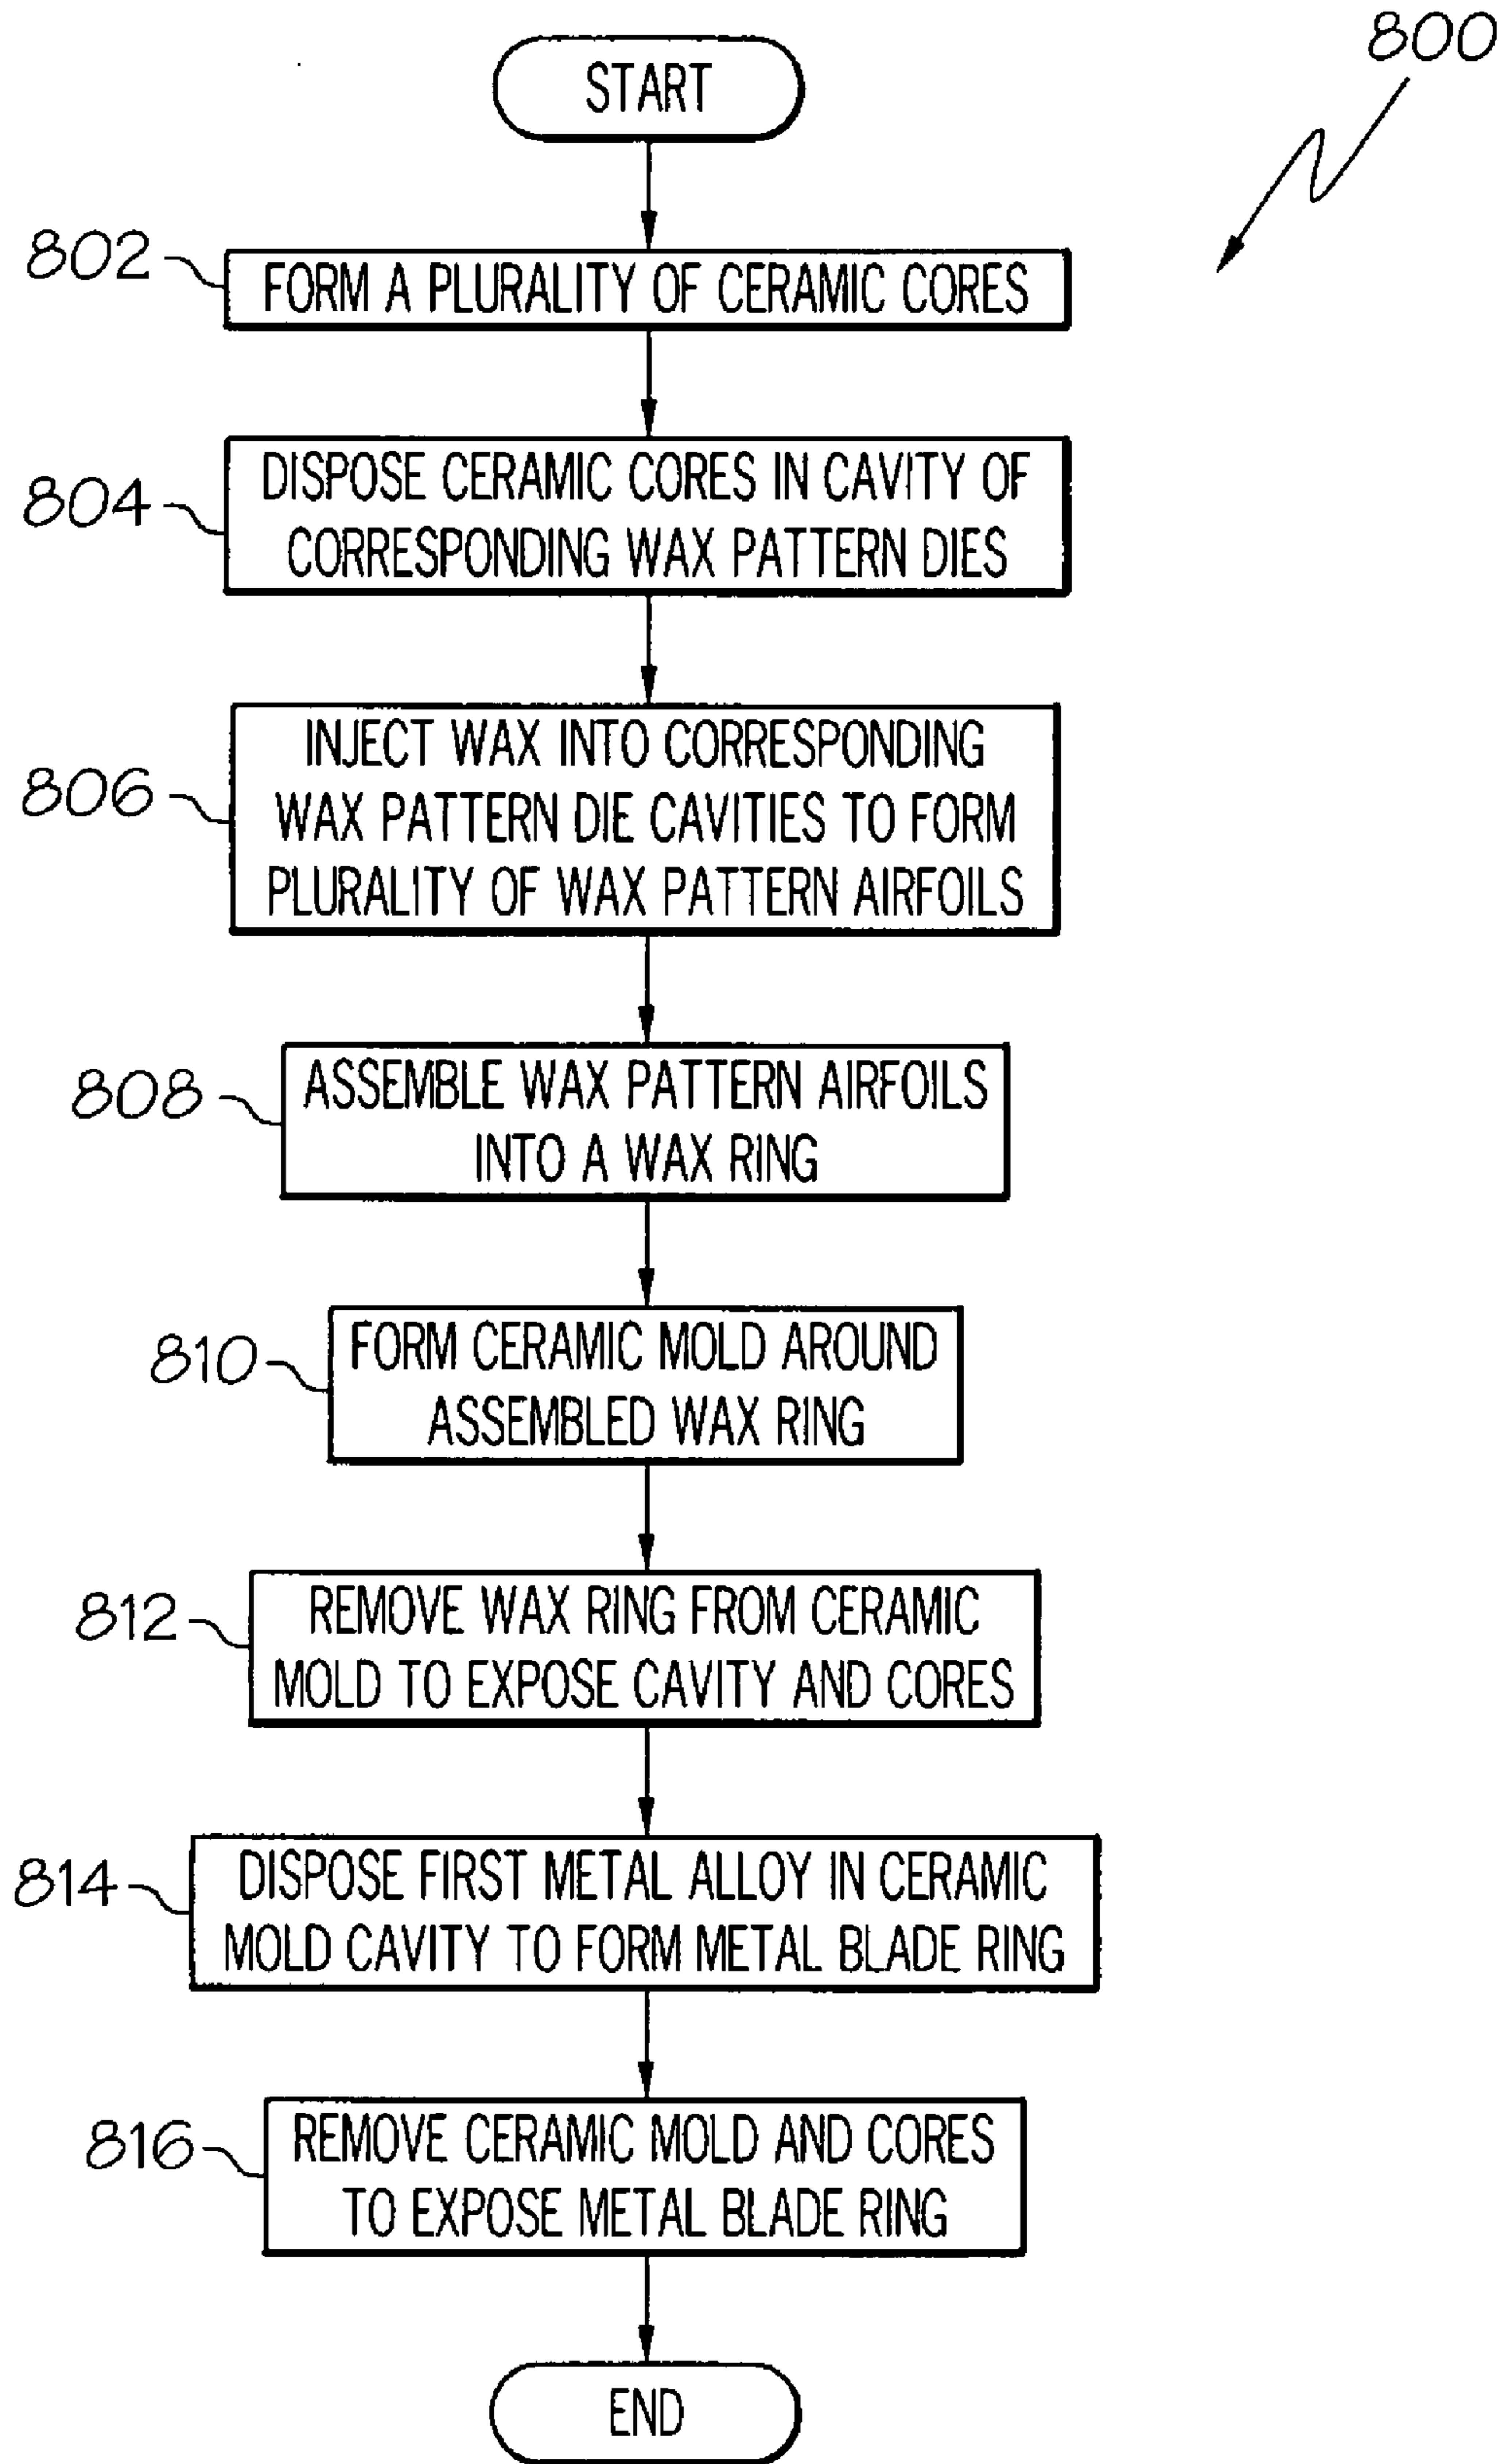 800
START
802
FORM A PLURALITY OF CERAMIC CORES
804
DISPOSE CERAMIC CORES IN CAVITY OF
CORRESPONDING WAX PATTERN DIES
806
INJECT WAX INTO CORRESPONDING
WAX PATTERN DIE CAVITIES TO FORM
PLURALITY OF WAX PATTERN AIRFOILS
808
ASSEMBLE WAX PATTERN AIRFOILS
INTO A WAX RING
810
FORM CERAMIC MOLD AROUND
ASSEMBLED WAX RING
812
REMOVE WAX RING FROM CERAMIC
MOLD TO EXPOSE CAVITY AND CORES
814
DISPOSE FIRST METAL ALLOY IN CERAMIC
MOLD CAVITY TO FORM METAL BLADE RING
816
REMOVE CERAMIC MOLD AND CORES
TO EXPOSE METAL BLADE RING
END